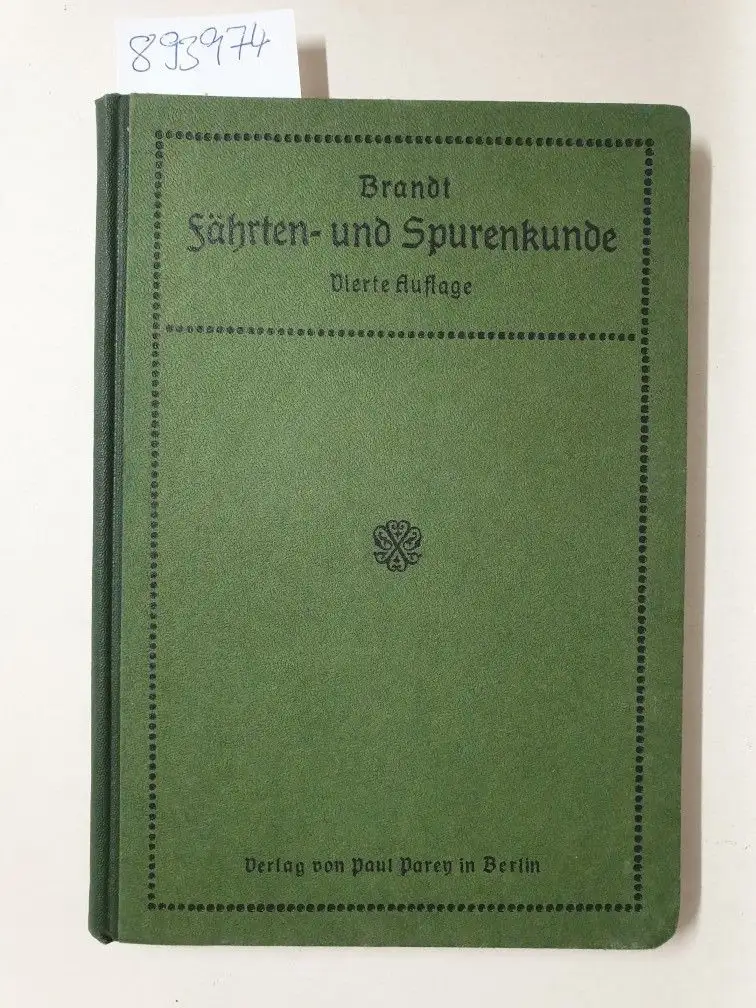 893974
Brandt
Fährten- und Spurenkunde
Vierte Auflage
Verlag von Paul Parey in Berlin